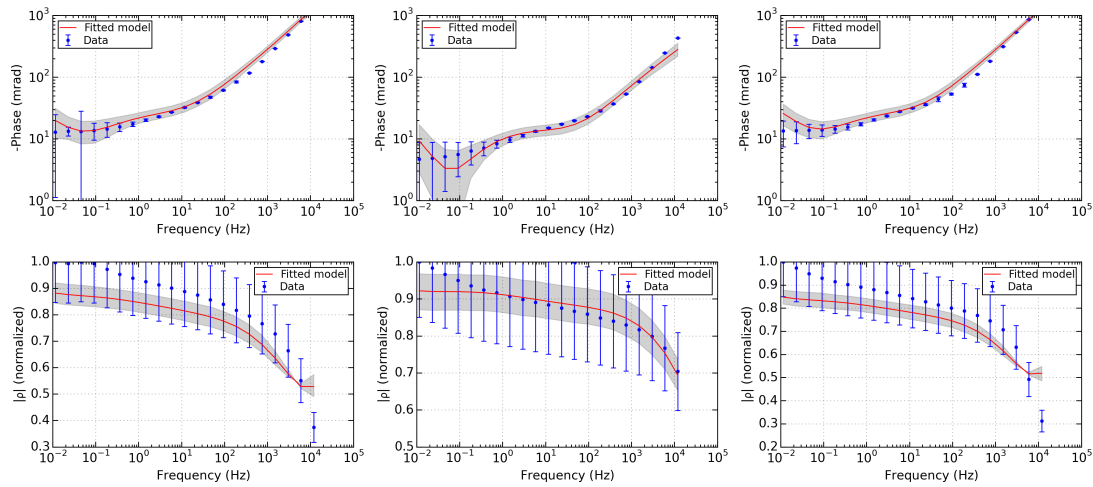 10³ 10³ 10³
Fitted model Fitted model Fitted model
Data Data Data
10² 10² 10²
-Phase (mrad) -Phase (mrad) -Phase (mrad)
10¹ 10¹ 10¹
10⁰ 10⁰ 10⁰
10⁻² 10⁻¹ 10⁰ 10¹ 10² 10³ 10⁴ 10⁵ 10⁻² 10⁻¹ 10⁰ 10¹ 10² 10³ 10⁴ 10⁵ 10⁻² 10⁻¹ 10⁰ 10¹ 10² 10³ 10⁴ 10⁵
Frequency (Hz) Frequency (Hz) Frequency (Hz)
1.0 1.0 1.0
Fitted model Fitted model Fitted model
Data Data Data
0.9 0.9 0.9
0.8 0.8 0.8
0.7 0.7 0.7
0.6 0.6 0.6
0.5 0.5 0.5
0.4 0.4
0.3 0.3
0.2
|ρ| (normalized) |ρ| (normalized) |ρ| (normalized)
10⁻² 10⁻¹ 10⁰ 10¹ 10² 10³ 10⁴ 10⁵ 10⁻² 10⁻¹ 10⁰ 10¹ 10² 10³ 10⁴ 10⁵ 10⁻² 10⁻¹ 10⁰ 10¹ 10² 10³ 10⁴ 10⁵
Frequency (Hz) Frequency (Hz) Frequency (Hz)